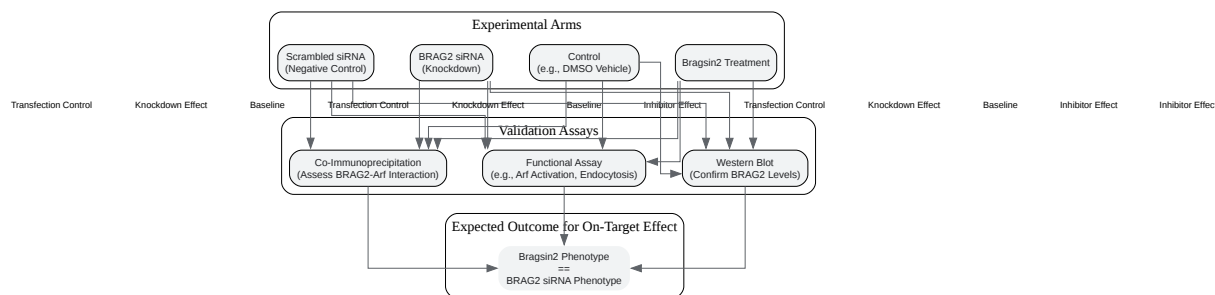 Experimental Arms
Scrambled siRNA
(Negative Control)
BRAG2 siRNA
(Knockdown)
Control
(e.g., DMSO Vehicle)
Bragsin2 Treatment
Transfection Control
Knockdown Effect
Baseline
Transfection Control
Knockdown Effect
Baseline
Inhibitor Effect
Transfection Control
Knockdown Effect
Baseline
Inhibitor Effect
Inhibitor Effec
Validation Assays
Co-Immunoprecipitation
(Assess BRAG2-Arf Interaction)
Functional Assay
(e.g., Arf Activation, Endocytosis)
Western Blot
(Confirm BRAG2 Levels)
Expected Outcome for On-Target Effect
Bragsin2 Phenotype
==
BRAG2 siRNA Phenotype